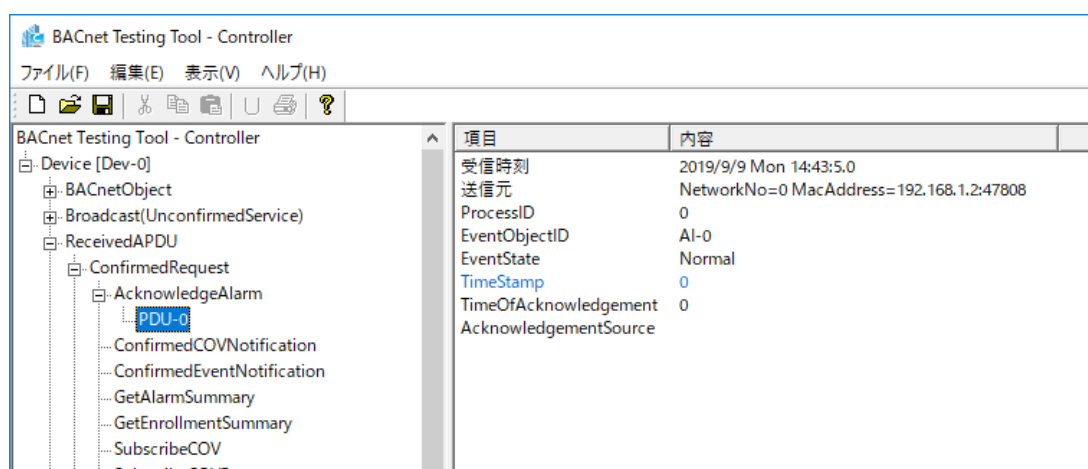 BACnet Testing Tool - Controller
ファイル(F) 編集(E) 表示(V) ヘルプ(H)
BACnet Testing Tool - Controller
Device [Dev-0]
BACnetObject
Broadcast(UnconfirmedService)
ReceivedAPDU
ConfirmedRequest
AcknowledgeAlarm
PDU-0
ConfirmedCOVNotification
ConfirmedEventNotification
GetAlarmSummary
GetEnrollmentSummary
SubscribeCOV
項目 内容
受信時刻 2019/9/9 Mon 14:43:5.0
送信元 NetworkNo=0 MacAddress=192.168.1.2:47808
ProcessID 0
EventObjectID AI-0
EventState Normal
TimeStamp 0
TimeOfAcknowledgement 0
AcknowledgementSource